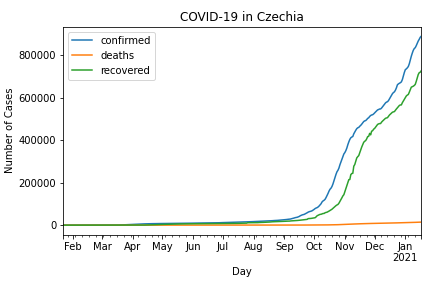 COVID-19 in Czechia
confirmed
deaths
recovered
Number of Cases
800000
600000
400000
200000
0
Feb Mar Apr May Jun Jul Aug Sep Oct Nov Dec Jan
2021
Day